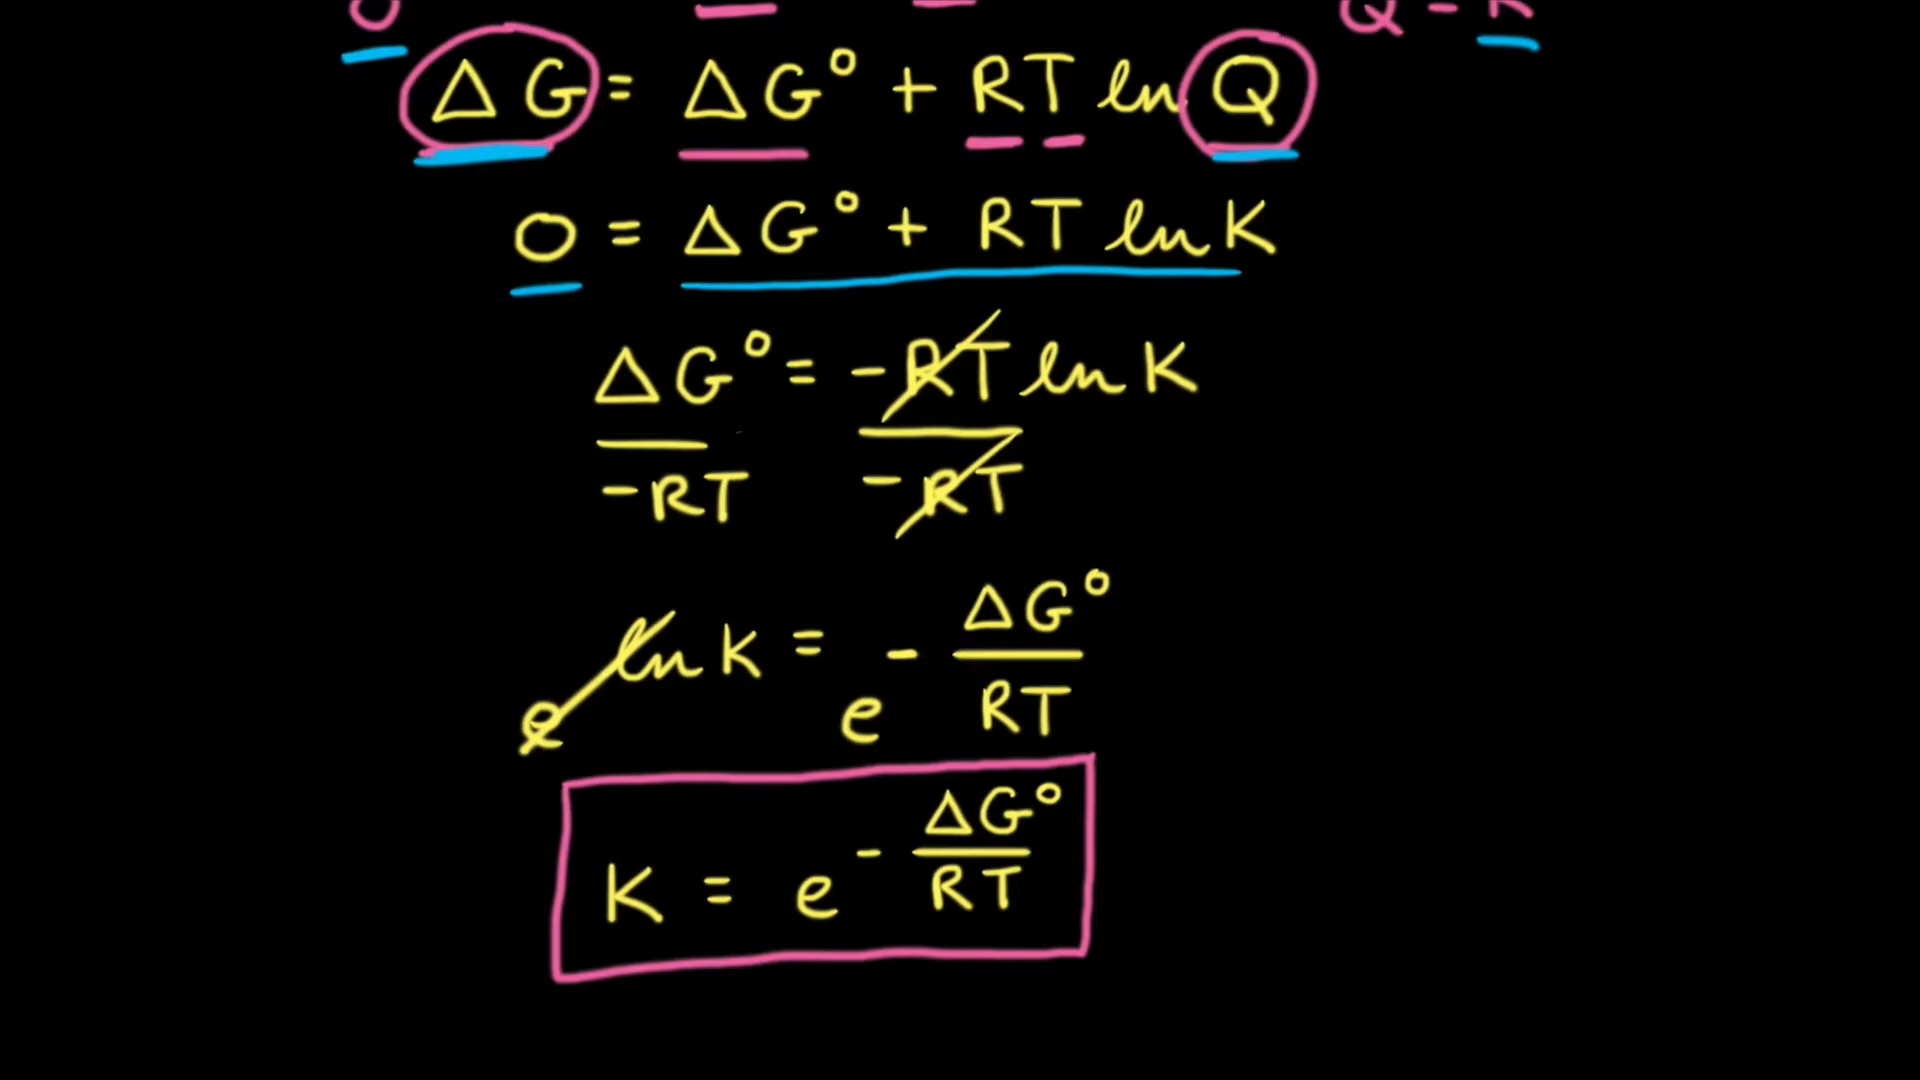 Q = K
ΔG = ΔG° + RT ln Q
0 = ΔG° + RT ln K
ΔG° = -RT ln K
-RT -RT
e^ln K = e^-ΔG°/RT
K = e^-ΔG°/RT